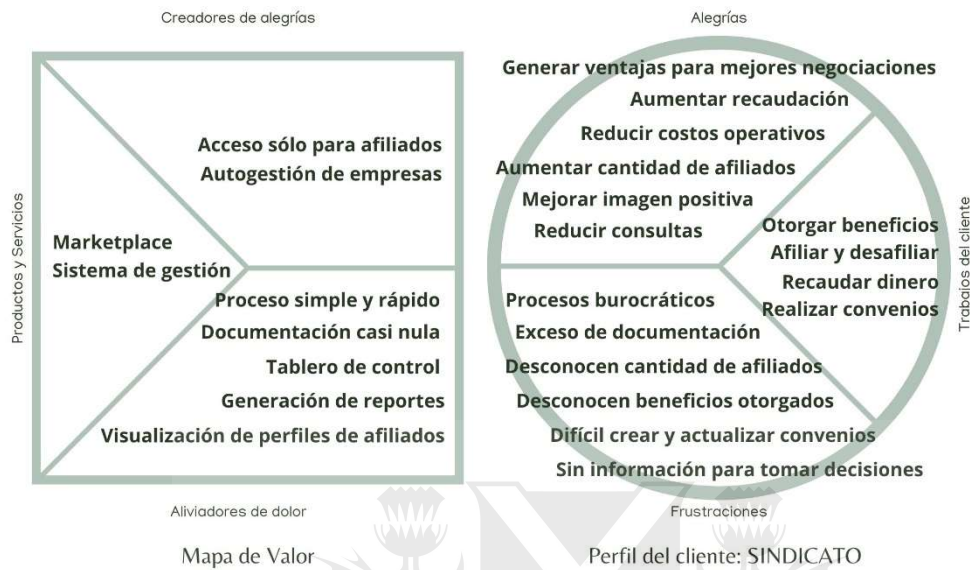 Creadores de alegrías
Acceso sólo para afiliados
Autogestión de empresas
Productos y Servicios
Marketplace
Sistema de gestión
Proceso simple y rápido
Documentación casi nula
Tablero de control
Generación de reportes
Visualización de perfiles de afiliados
Aliviadores de dolor
Mapa de Valor
Alegrías
Generar ventajas para mejores negociaciones
Aumentar recaudación
Reducir costos operativos
Aumentar cantidad de afiliados
Mejorar imagen positiva
Reducir consultas
Otorgar beneficios
Afiliar y desafiliar
Recaudar dinero
Realizar convenios
Trabajos del cliente
Procesos burocráticos
Exceso de documentación
Desconocen cantidad de afiliados
Desconocen beneficios otorgados
Difícil crear y actualizar convenios
Sin información para tomar decisiones
Frustraciones
Perfil del cliente: SINDICATO